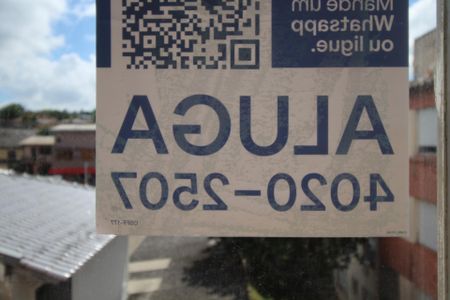 Mande um
Whatsapp
ou ligue.
ALUGA
4020-2507